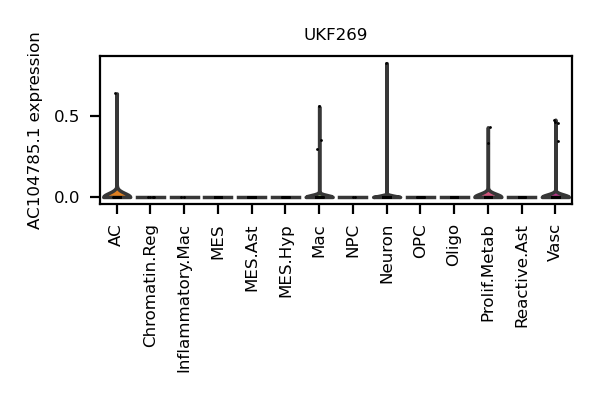 UKF269
AC104785.1 expression
0.5
0.0
AC
Chromatin.Reg
Inflammatory.Mac
MES
MES.Ast
MES.Hyp
Mac
NPC
Neuron
OPC
Oligo
Prolif.Metab
Reactive.Ast
Vasc